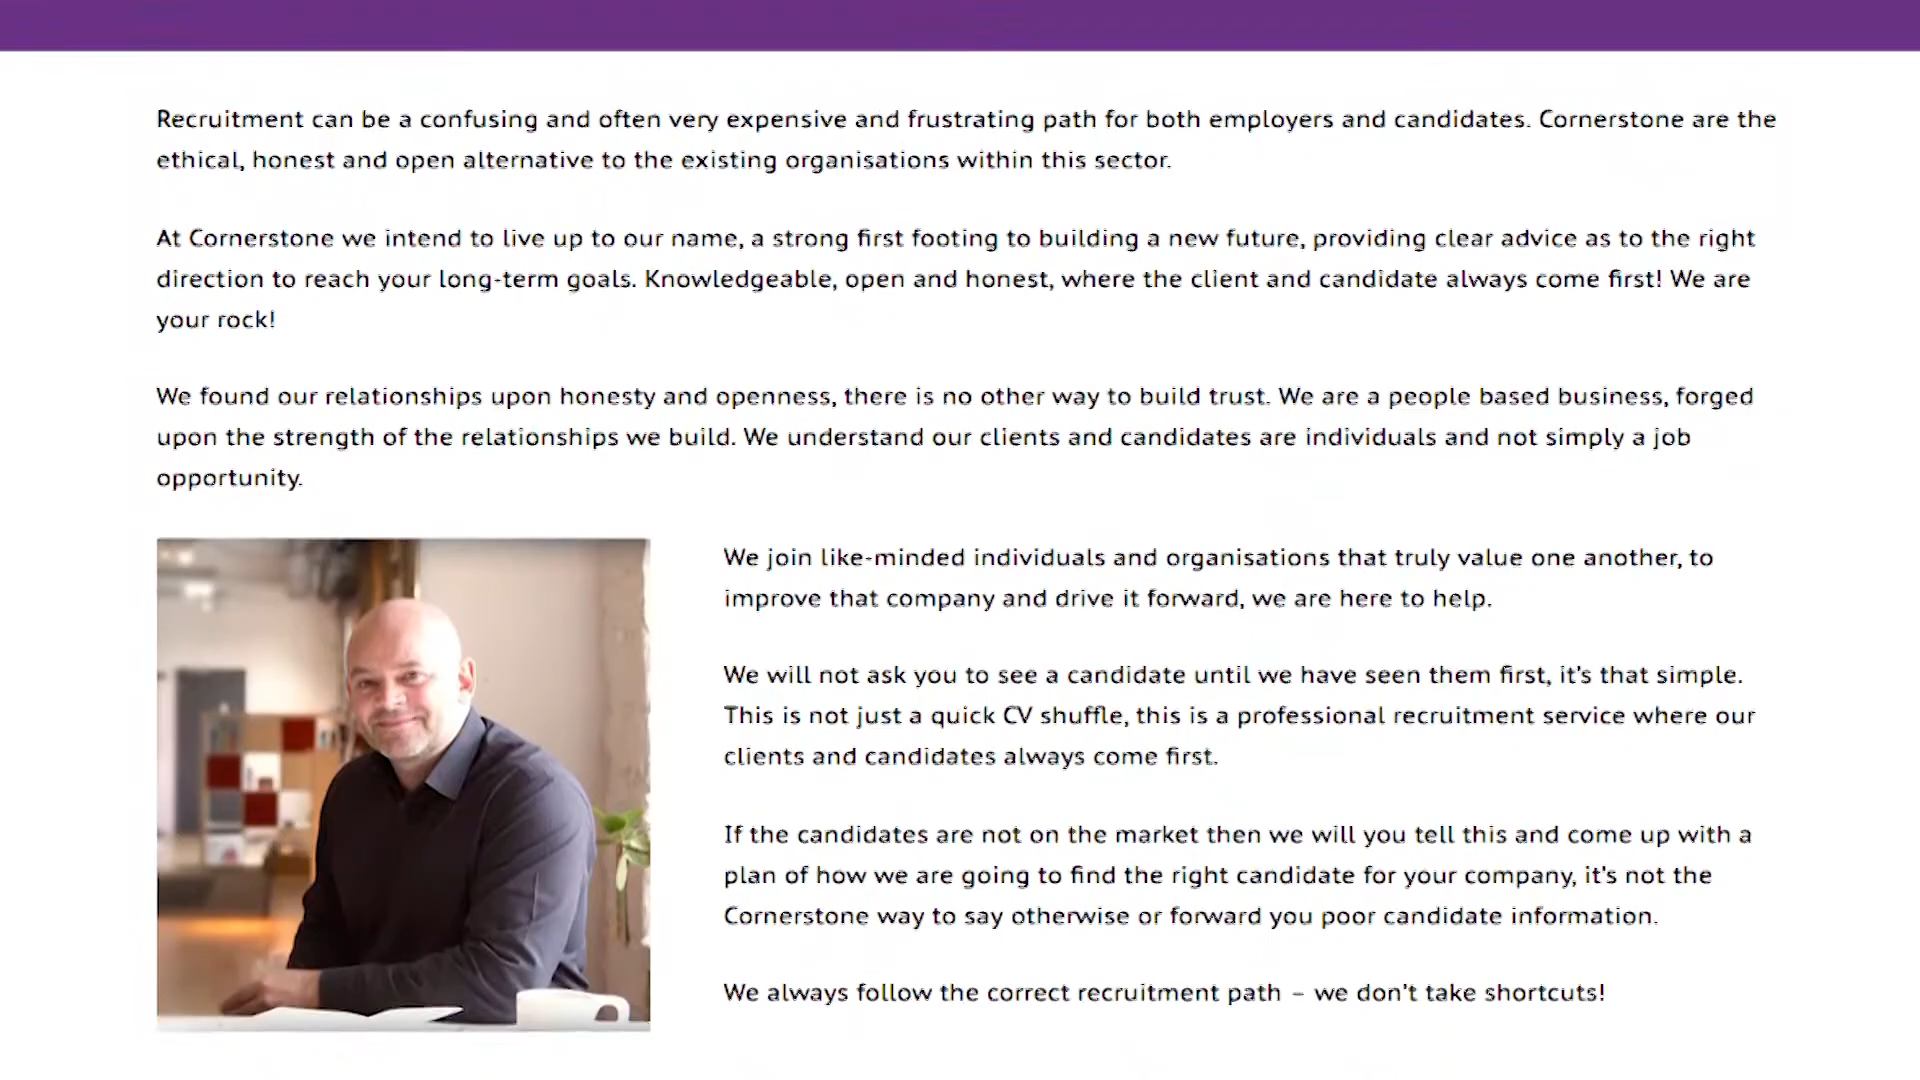 Recruitment can be a confusing and often very expensive and frustrating path for both employers and candidates. Cornerstone are the
ethical, honest and open alternative to the existing organisations within this sector.
At Cornerstone we intend to live up to our name, a strong first footing to building a new future, providing clear advice as to the right
direction to reach your long-term goals. Knowledgeable, open and honest, where the client and candidate always come first! We are
your rock!
We found our relationships upon honesty and openness, there is no other way to build trust. We are a people based business, forged
upon the strength of the relationships we build. We understand our clients and candidates are individuals and not simply a job
opportunity.
We join like-minded individuals and organisations that truly value one another, to
improve that company and drive it forward, we are here to help.
We will not ask you to see a candidate until we have seen them first, it's that simple.
This is not just a quick CV shuffle, this is a professional recruitment service where our
clients and candidates always come first.
If the candidates are not on the market then we will you tell this and come up with a
plan of how we are going to find the right candidate for your company, it's not the
Cornerstone way to say otherwise or forward you poor candidate information.
We always follow the correct recruitment path – we don't take shortcuts!